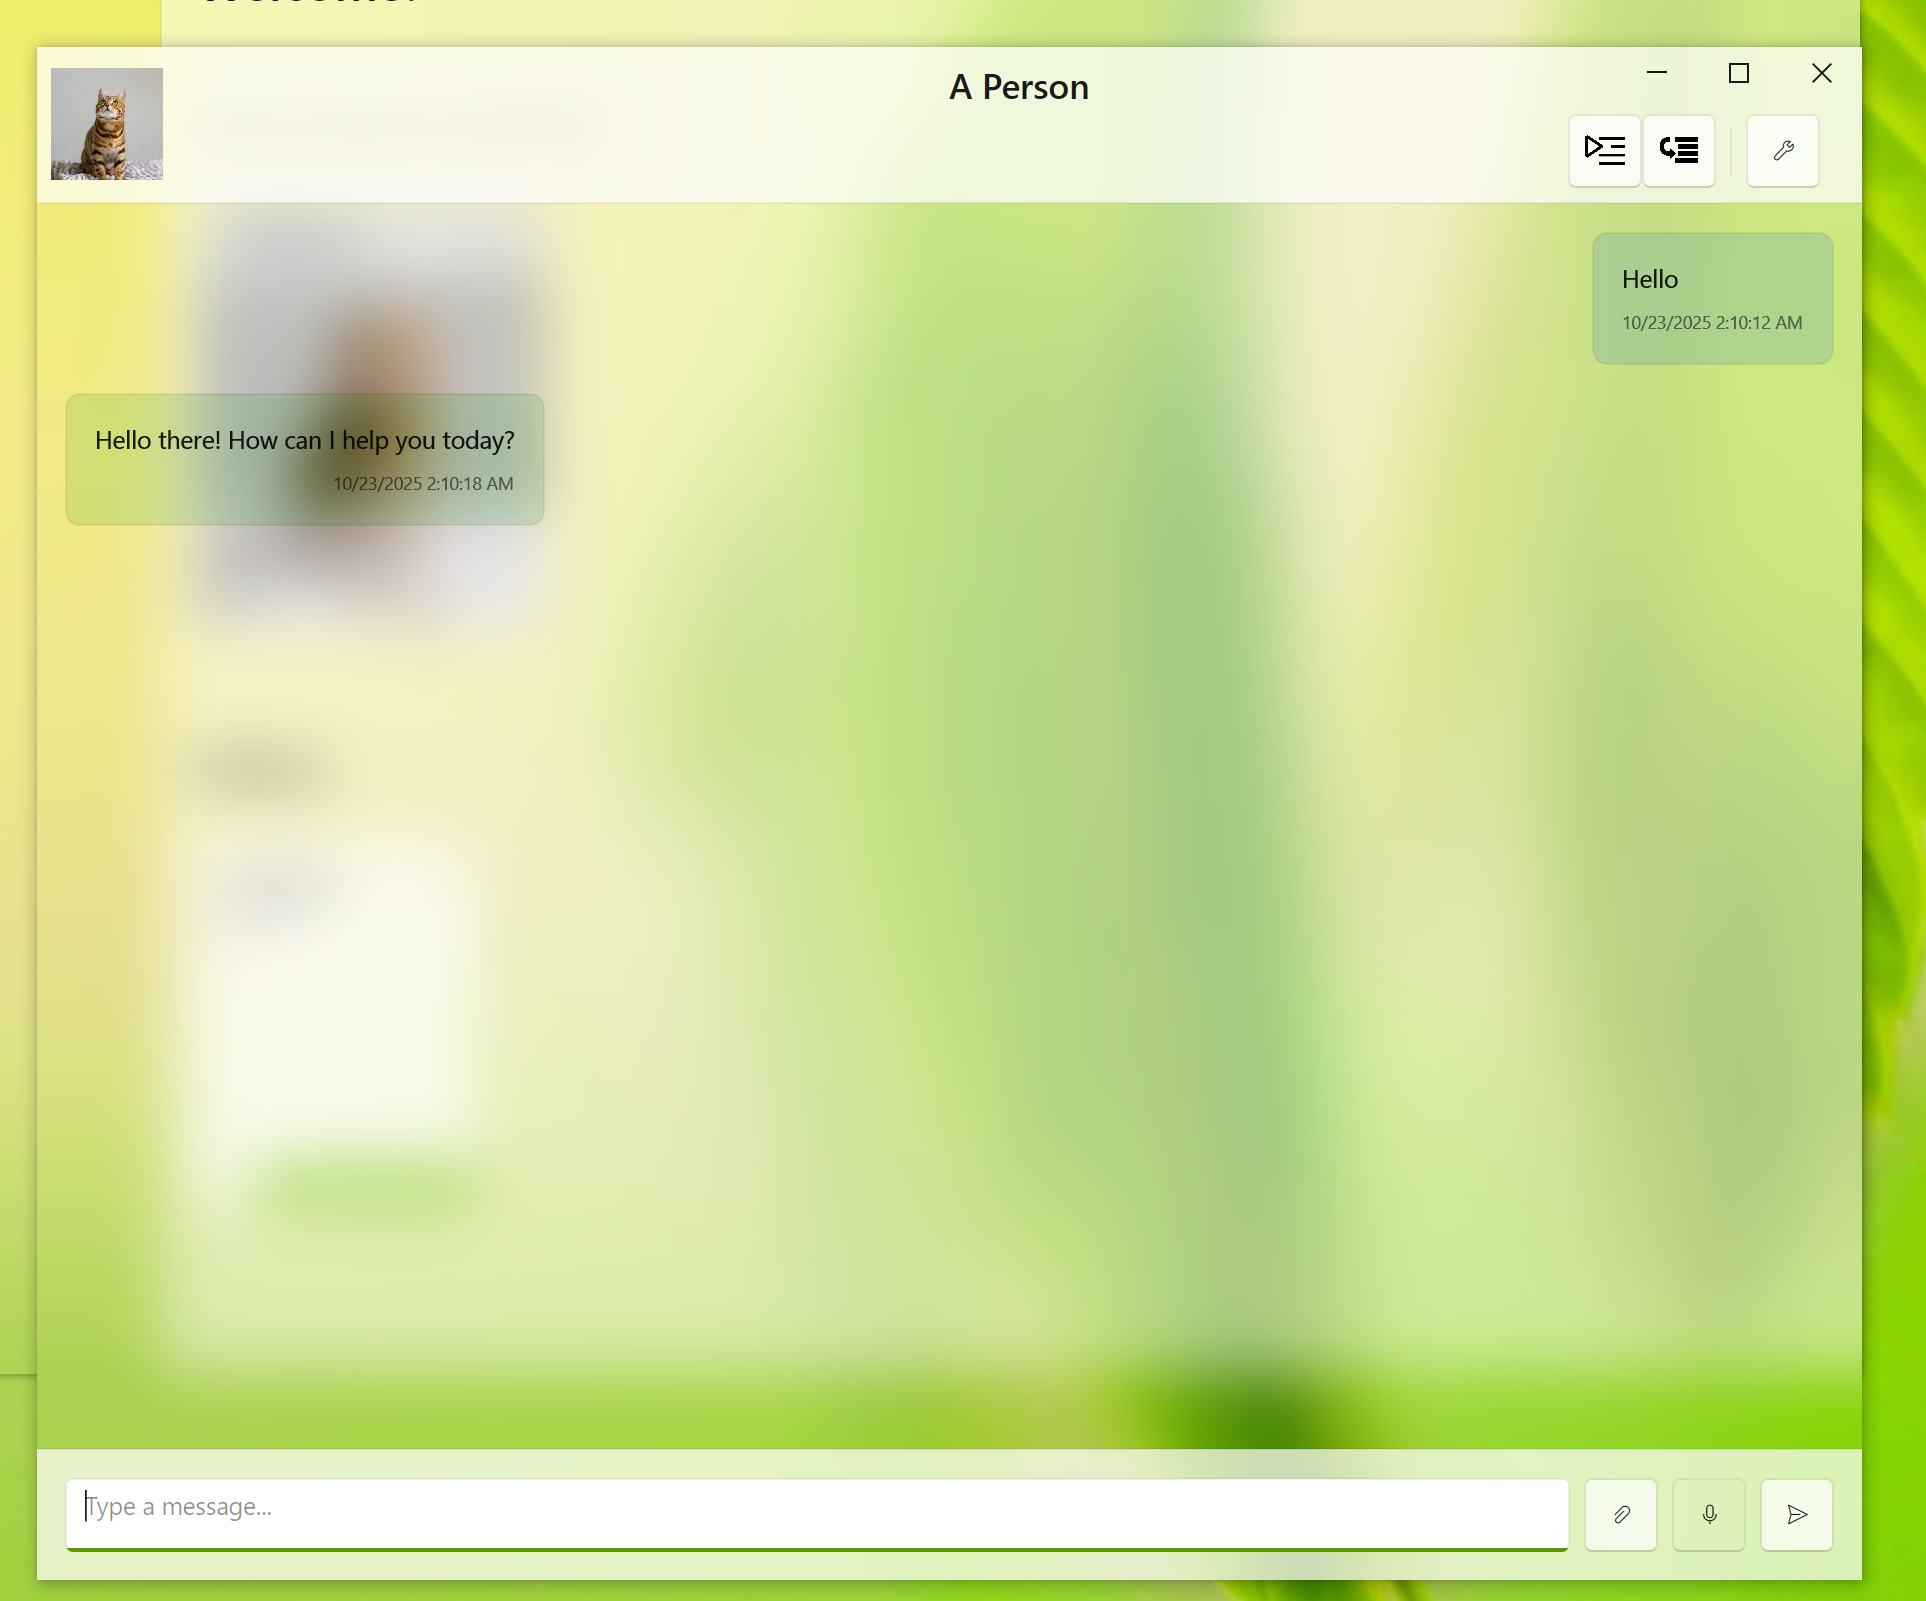 A Person
Hello
10/23/2025 2:10:12 AM
Hello there! How can I help you today?
10/23/2025 2:10:18 AM
Type a message...